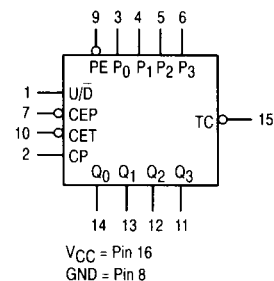 9 3 4 5 6
PE P0 P1 P2 P3
1 U/D̅
7 CEP
10 CET
2 CP
TC 15
Q0 Q1 Q2 Q3
14 13 12 11
VCC = Pin 16
GND = Pin 8